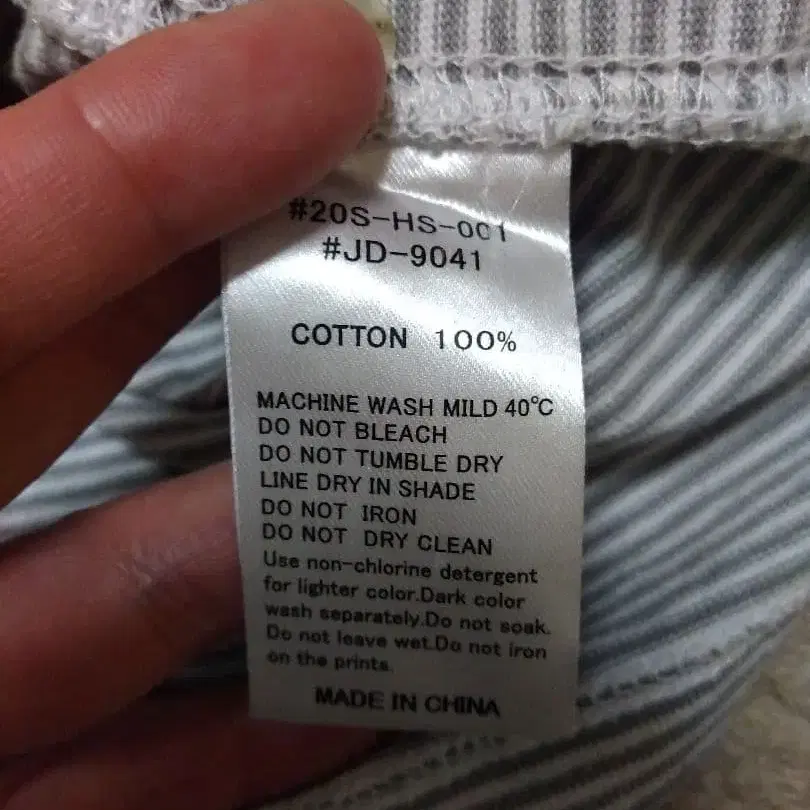 #20S-HS-001
#JD-9041
COTTON 100%
MACHINE WASH MILD 40℃
DO NOT BLEACH
DO NOT TUMBLE DRY
LINE DRY IN SHADE
DO NOT IRON
DO NOT DRY CLEAN
Use non-chlorine detergent
for lighter color.Dark color
wash separately.Do not soak.
Do not leave wet.Do not iron
on the prints.
MADE IN CHINA